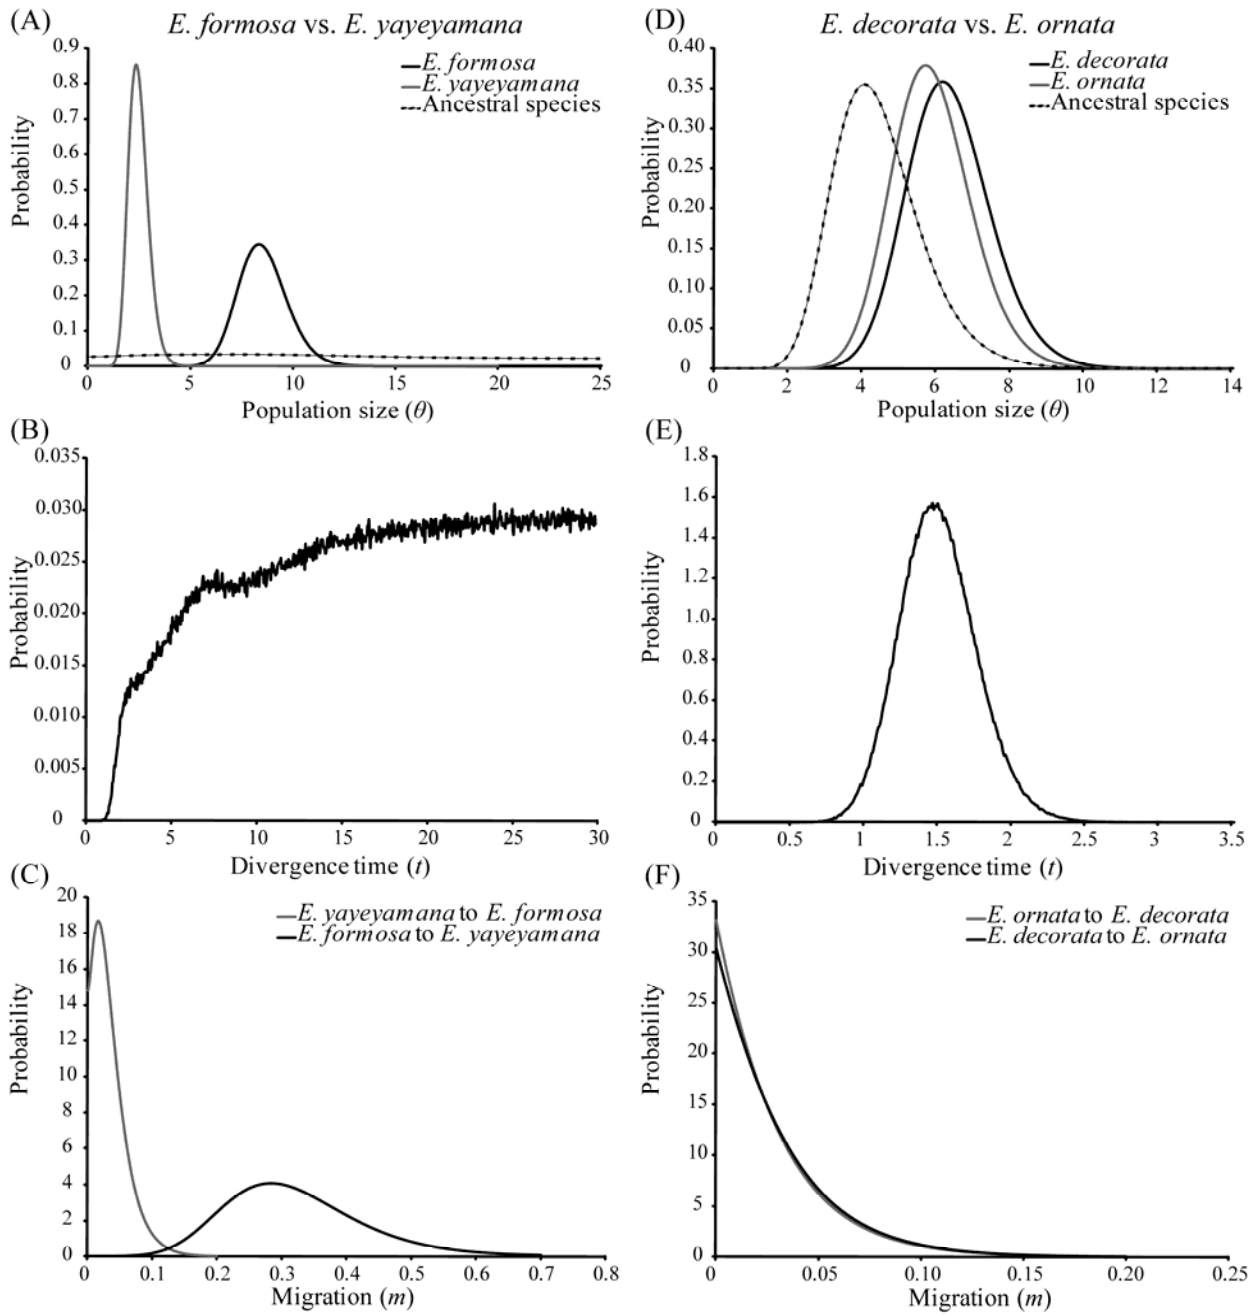 (A)
E. formosa vs. E. yayeyamana
E. formosa
E. yayeyamana
Ancestral species
Probability
0.9
0.8
0.7
0.6
0.5
0.4
0.3
0.2
0.1
0
0 5 10 15 20 25
Population size (θ)
(D)
E. decorata vs. E. ornata
E. decorata
E. ornata
Ancestral species
Probability
0.40
0.35
0.30
0.25
0.20
0.15
0.10
0.05
0
0 2 4 6 8 10 12 14
Population size (θ)
(B)
Probability
0.035
0.030
0.025
0.020
0.015
0.010
0.005
0
0 5 10 15 20 25 30
Divergence time (t)
(E)
Probability
1.8
1.6
1.4
1.2
1.0
0.8
0.6
0.4
0.2
0
0 0.5 1 1.5 2 2.5 3 3.5
Divergence time (t)
(C)
E. yayeyamana to E. formosa
E. formosa to E. yayeyamana
Probability
20
18
16
14
12
10
8
6
4
2
0
0 0.1 0.2 0.3 0.4 0.5 0.6 0.7 0.8
Migration (m)
(F)
E. ornata to E. decorata
E. decorata to E. ornata
Probability
35
30
25
20
15
10
5
0
0 0.05 0.10 0.15 0.20 0.25
Migration (m)